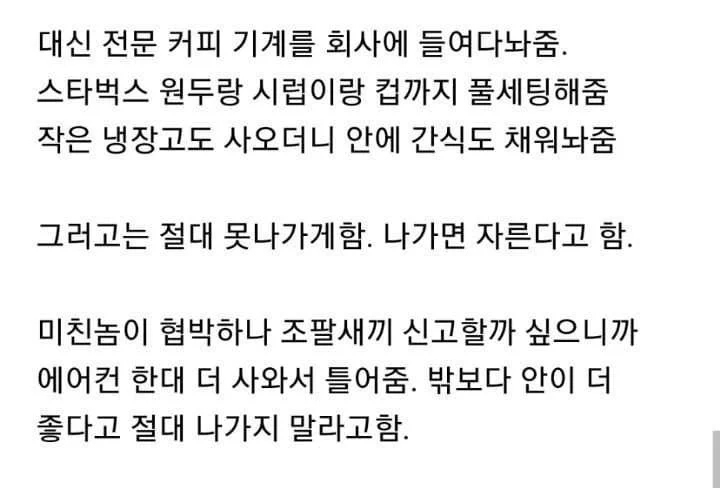 대신 전문 커피 기계를 회사에 들여다놔줌.
스타벅스 원두랑 시럽이랑 컵까지 풀세팅해줌
작은 냉장고도 사오더니 안에 간식도 채워놔줌
그러고는 절대 못나가게함. 나가면 자른다고 함.
미친놈이 협박하나 조팔새끼 신고할까 싶으니까
에어컨 한대 더 사와서 틀어줌. 밖보다 안이 더
좋다고 절대 나가지 말라고함.